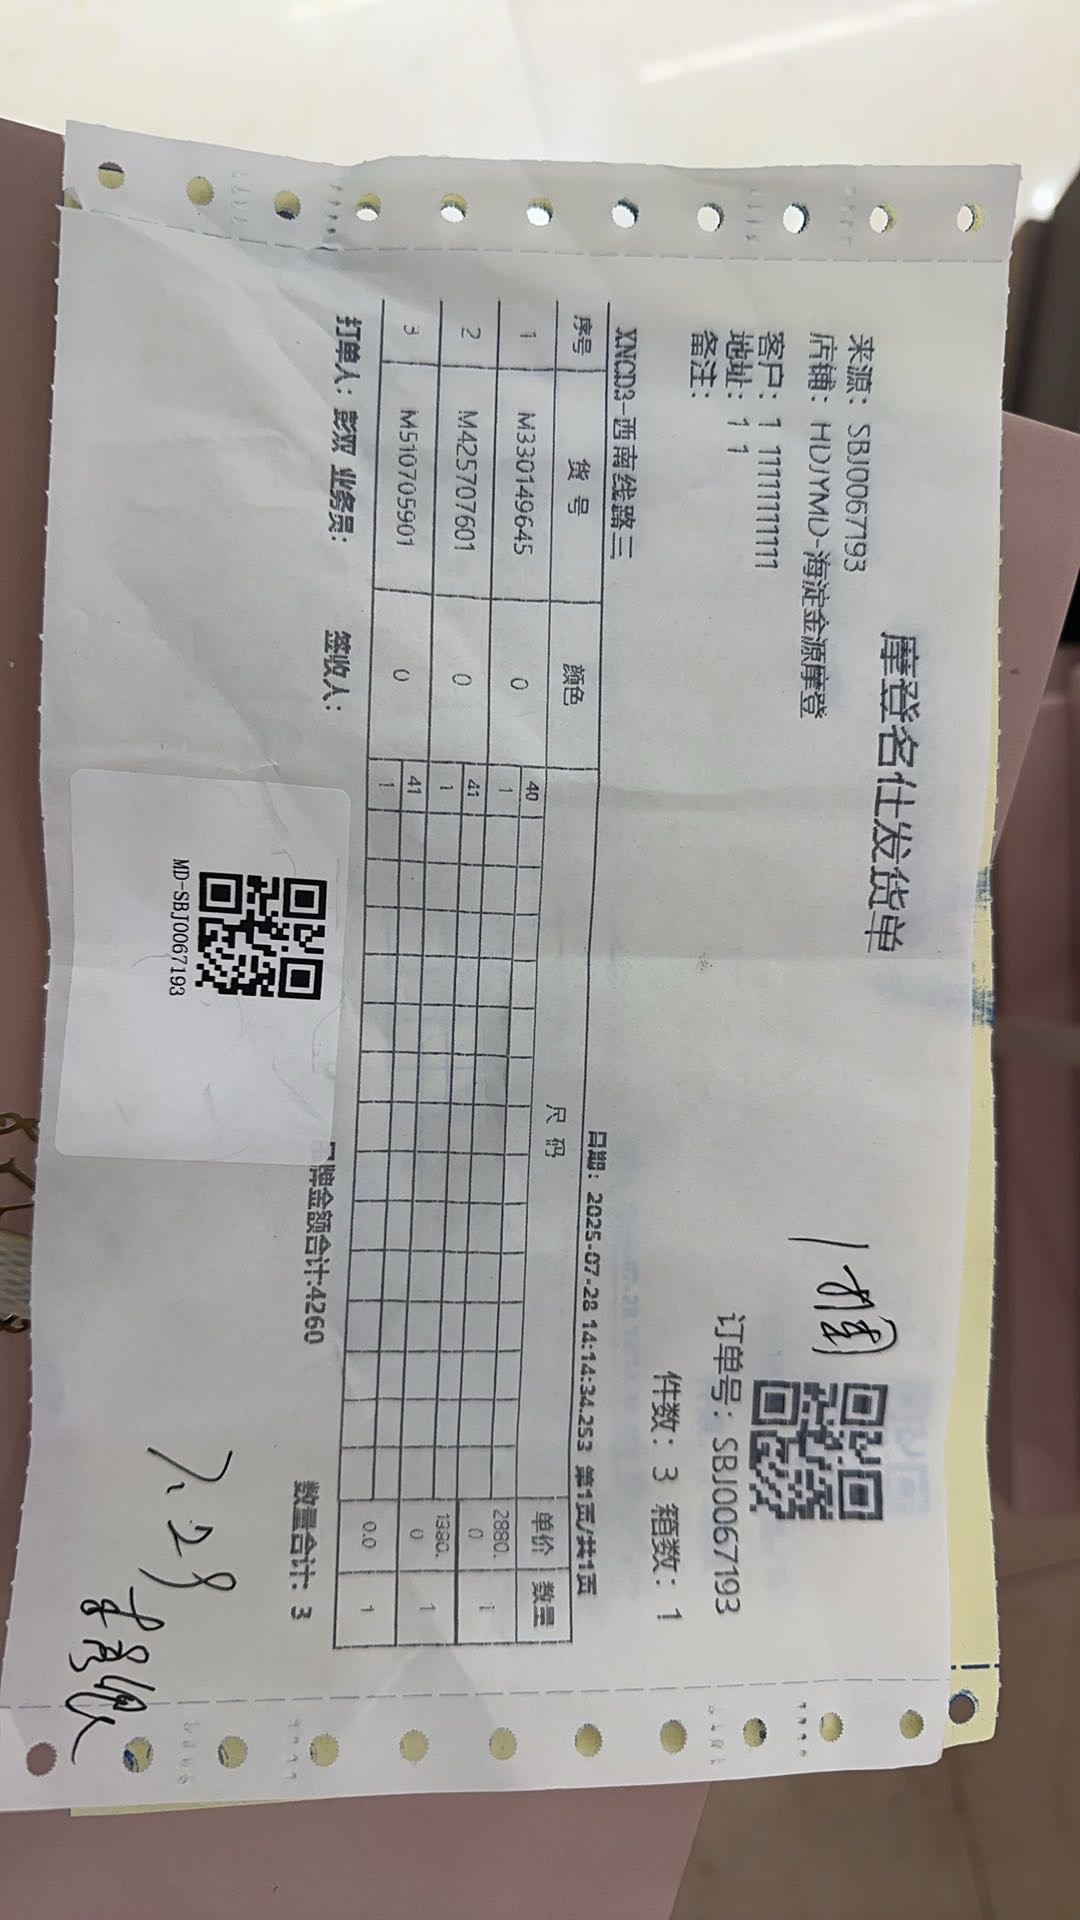 摩登名仕发货单
来源：SBJ0067193
店铺：HDJYMD-海淀金源摩登
客户：1 11111111111
地址：1 1
备注：
订单号：SBJ0067193
件数：3 箱数：1
XNCD3-西南线路三 日期：2025-07-28 14:14:34.253 第1页/共1页
序号 货号 颜色 尺码 单价 数量
1 M330149645 0 40 1 2880.0 1
2 M425707601 0 41 1 1380.0 1
3 M510705901 0 41 1 0.0 1
打单人：彭双 业务员： 签收人： 牌金额合计:4260 数量合计：3
MD-SBJ0067193
7.28